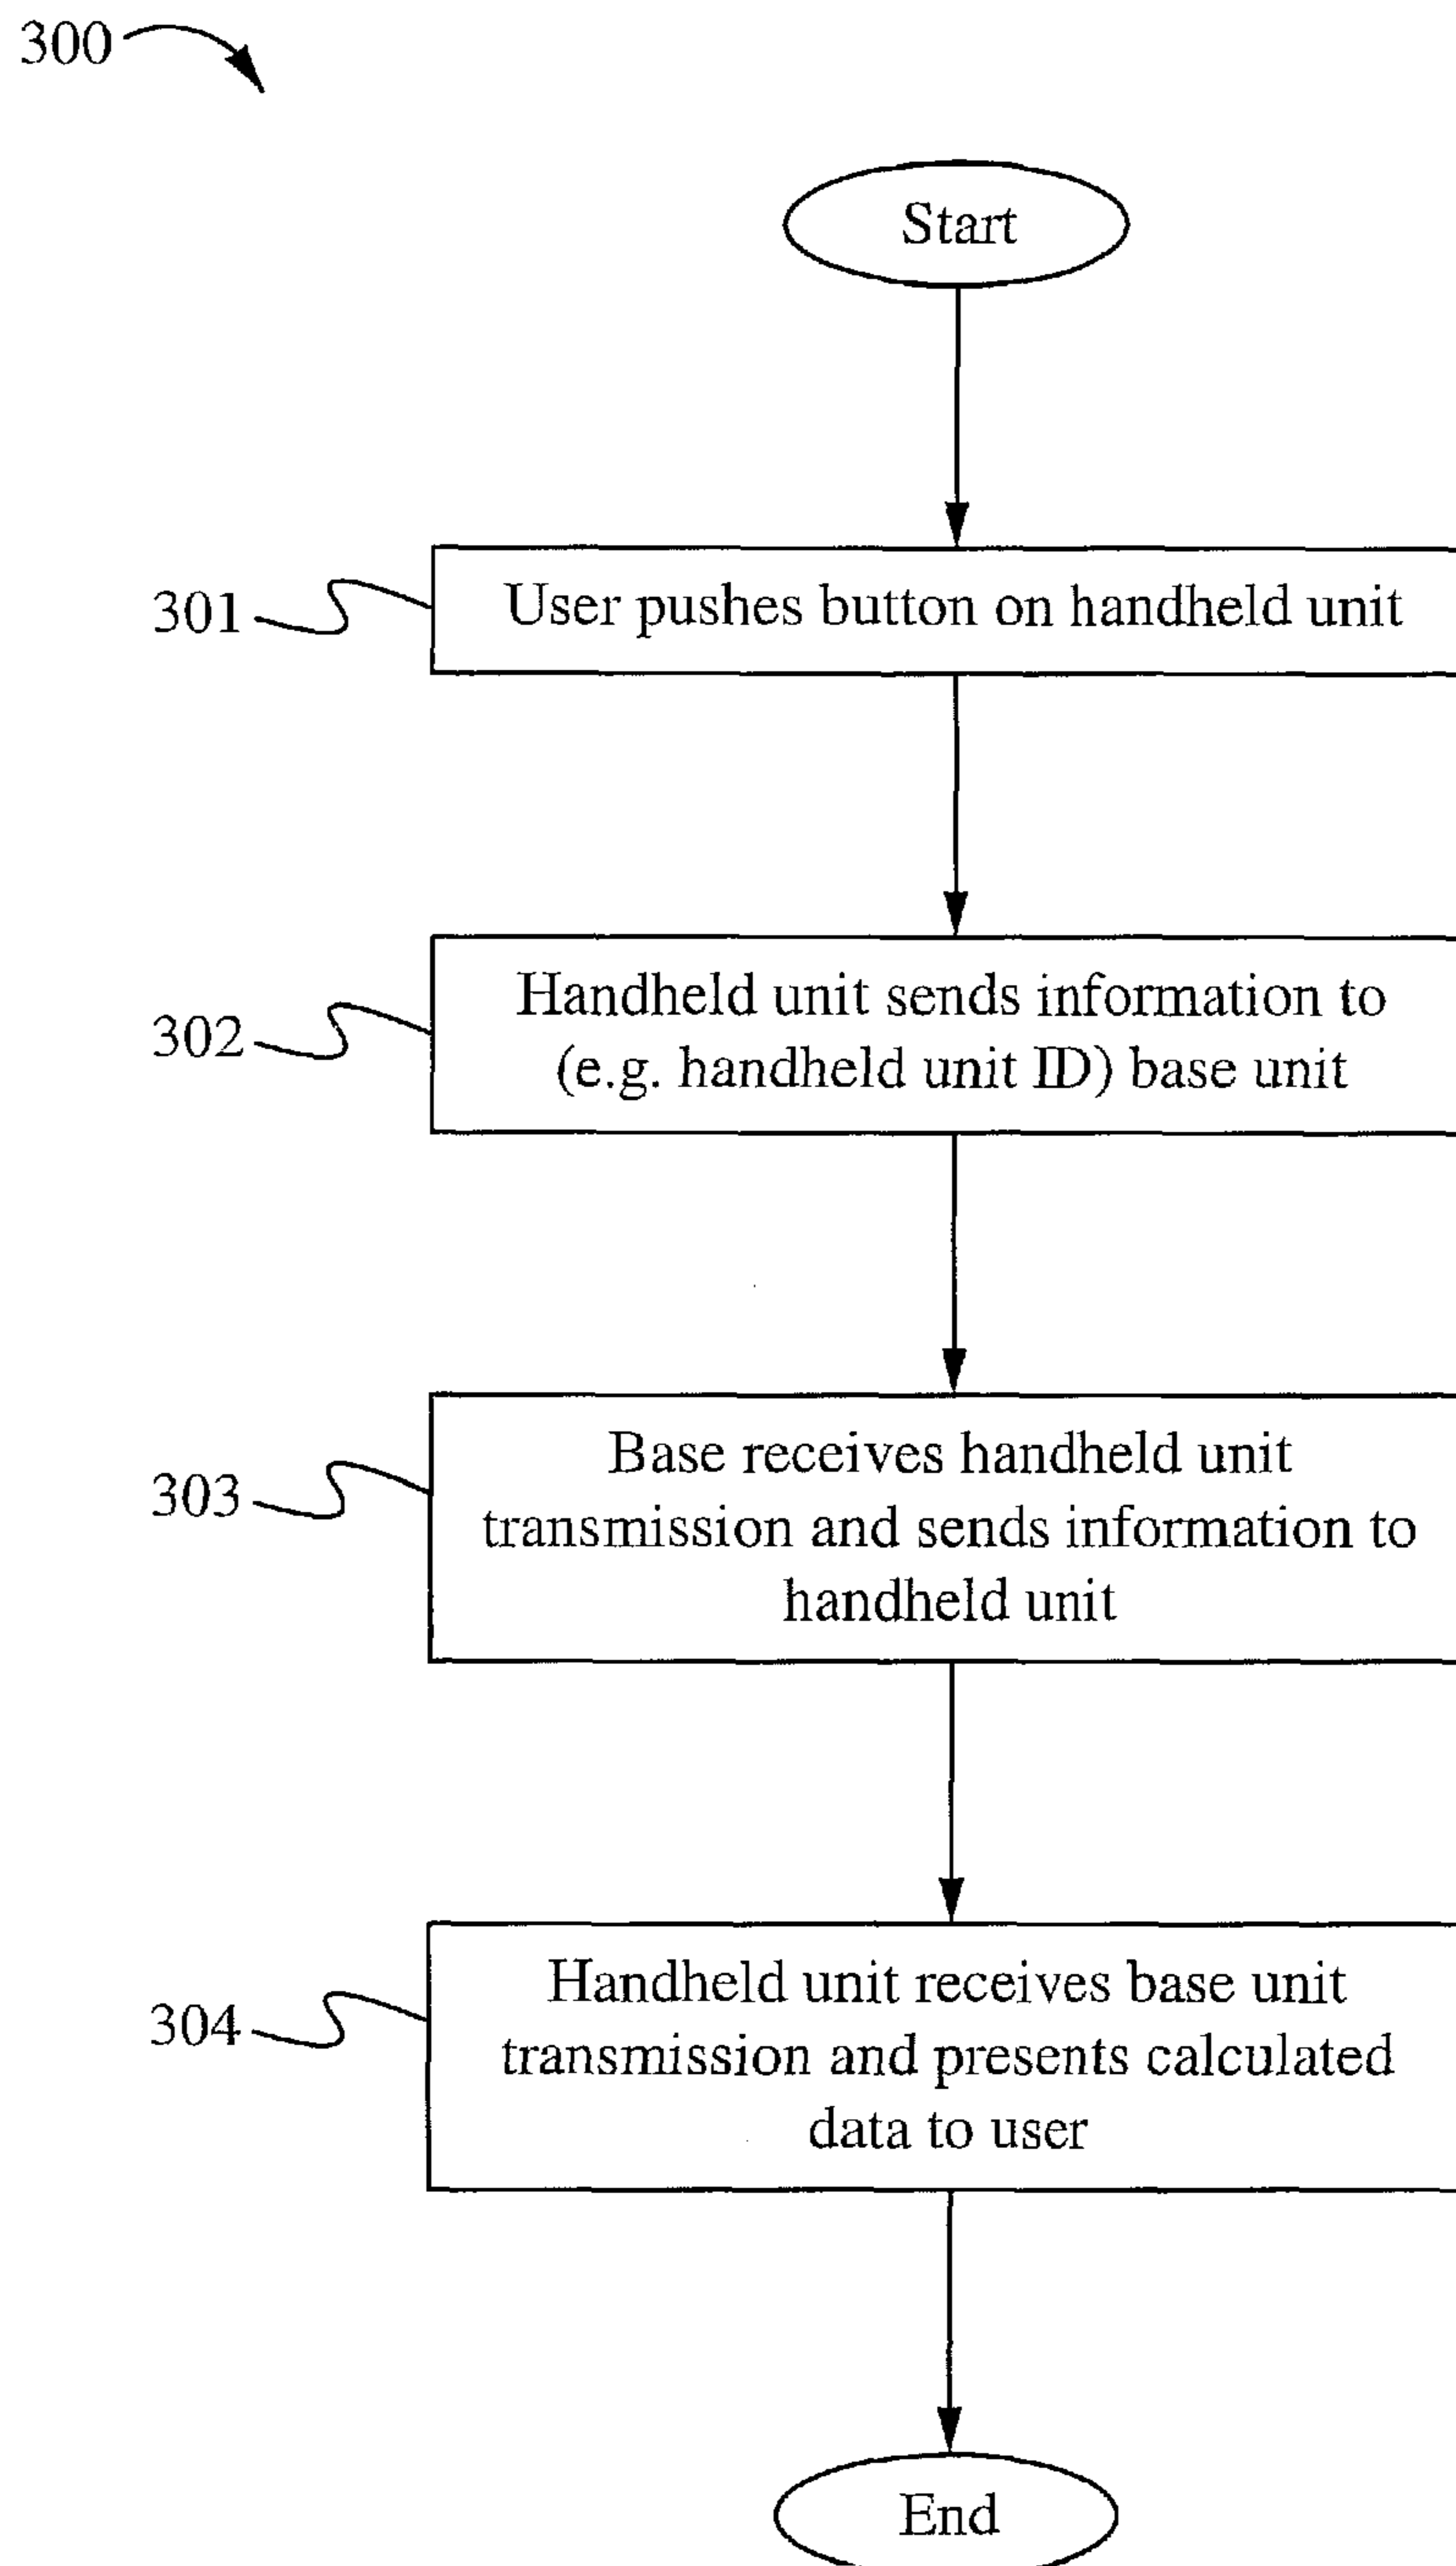 300
Start
301
User pushes button on handheld unit
302
Handheld unit sends information to
(e.g. handheld unit ID) base unit
303
Base receives handheld unit
transmission and sends information to
handheld unit
304
Handheld unit receives base unit
transmission and presents calculated
data to user
End